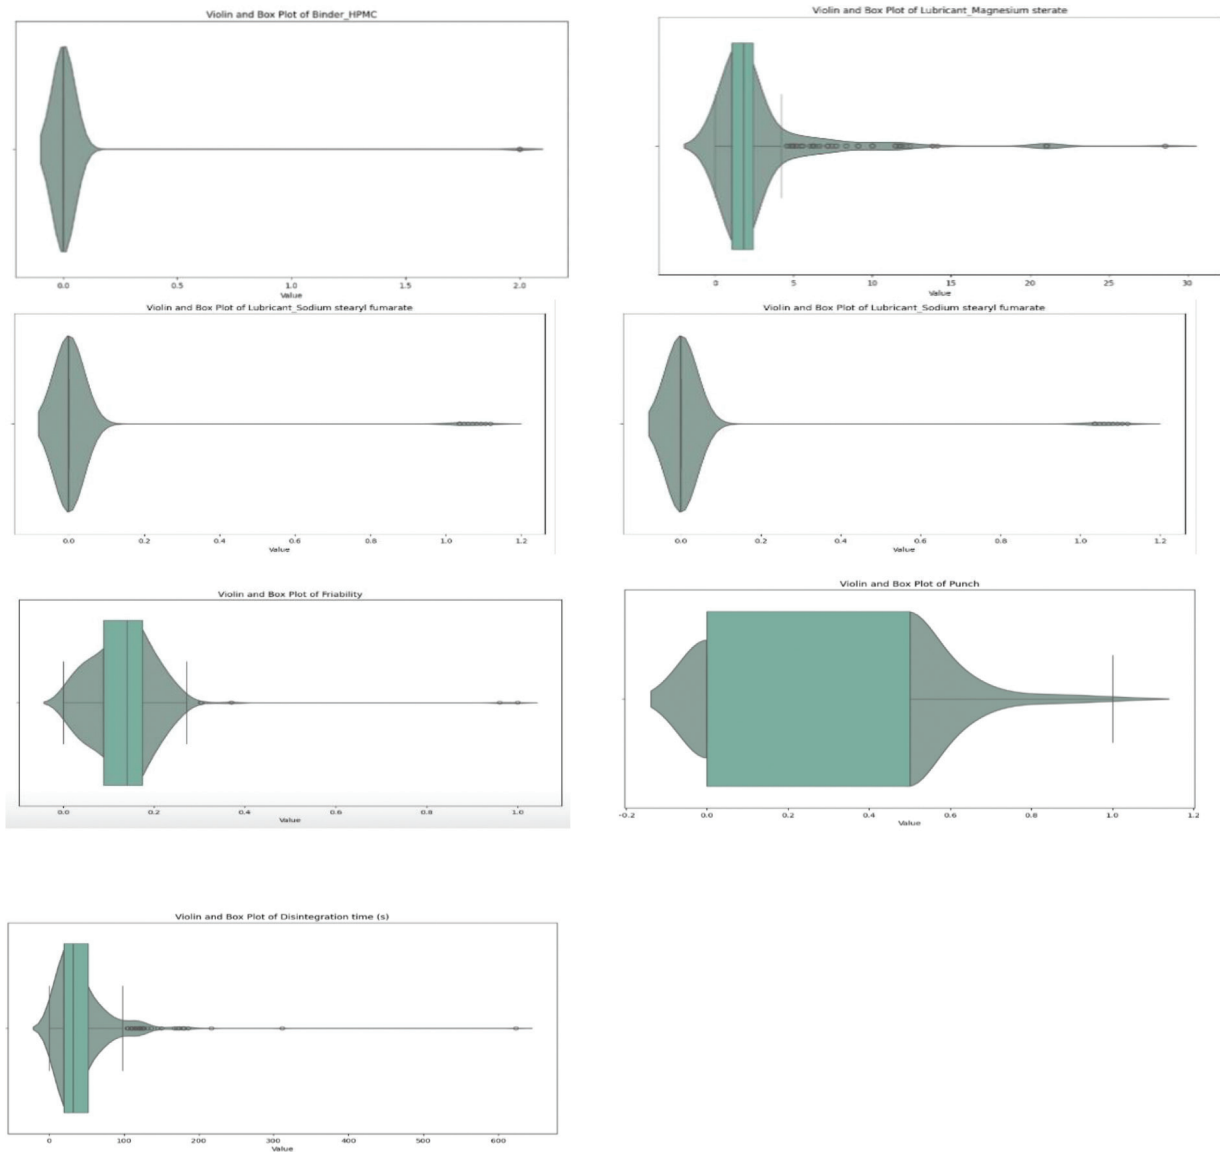 Violin and Box Plot of Binder_HPMC
0.0 0.5 1.0 1.5 2.0
Value
Violin and Box Plot of Lubricant_Magnesium sterate
0 5 10 15 20 25 30
Value
Violin and Box Plot of Lubricant_Sodium stearyl fumarate
0.0 0.2 0.4 0.6 0.8 1.0 1.2
Value
Violin and Box Plot of Lubricant_Sodium stearyl fumarate
0.0 0.2 0.4 0.6 0.8 1.0 1.2
Value
Violin and Box Plot of Friability
0.0 0.2 0.4 0.6 0.8 1.0
Value
Violin and Box Plot of Punch
-0.2 0.0 0.2 0.4 0.6 0.8 1.0 1.2
Value
Violin and Box Plot of Disintegration time (s)
0 100 200 300 400 500 600
Value